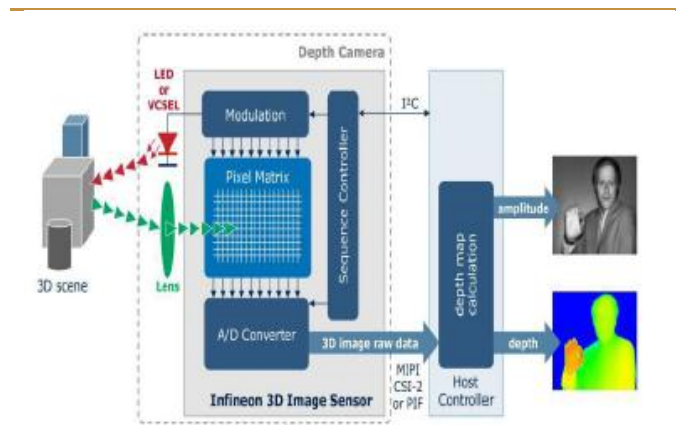 Depth Camera
LED
or
VCSEL
Modulation
I²C
Pixel Matrix
Sequence Controller
amplitude
3D scene
Lens
depth map
calculation
A/D Converter
3D image raw data
depth
MIPI
CSI-2
or PIF
Host
Controller
Infineon 3D Image Sensor